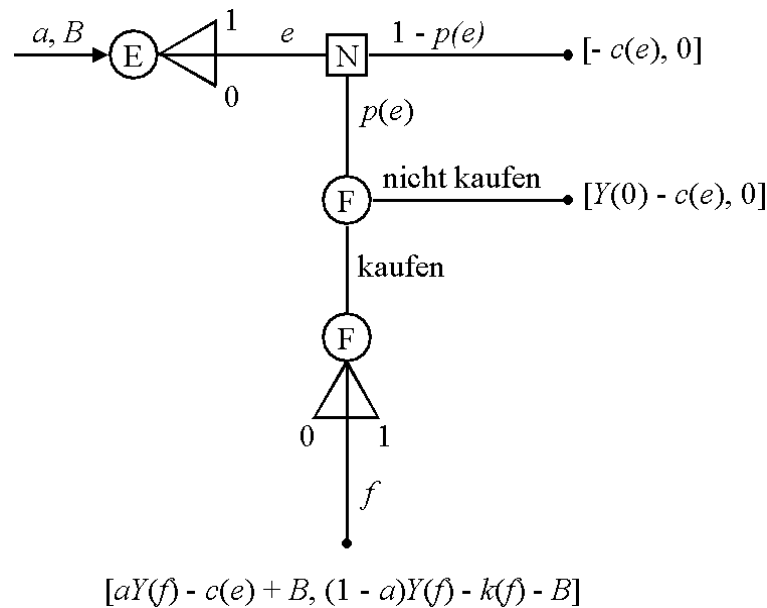 a, B
E
1
0
e
N
1 - p(e)
[- c(e), 0]
p(e)
F
nicht kaufen
[Y(0) - c(e), 0]
kaufen
F
0
1
f
[aY(f) - c(e) + B, (1 - a)Y(f) - k(f) - B]